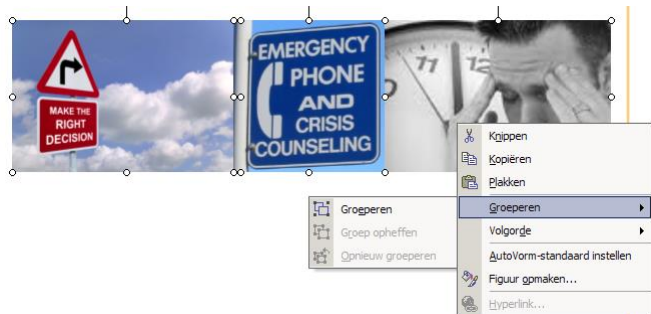 MAKE THE
RIGHT
DECISION
EMERGENCY
PHONE
AND
CRISIS
COUNSELING
11
12
Knippen
Kopiëren
Plakken
Groeperen
Volgorde
AutoVorm-standaard instellen
Figuur opmaken...
Hyperlink...
Groeperen
Groep opheffen
Opnieuw groeperen